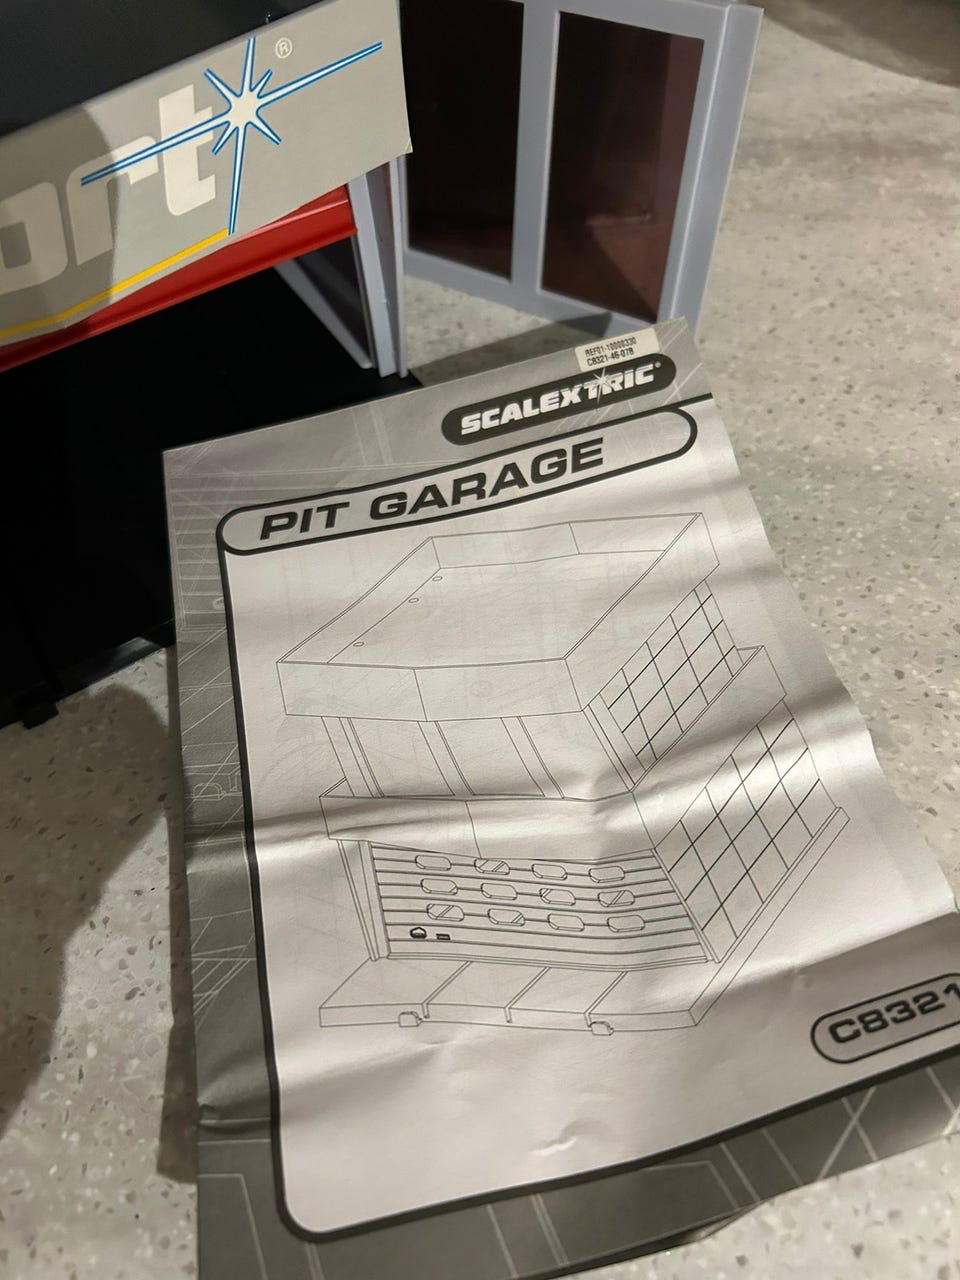 ort®
REF01-10000330
C8321-46-07B
SCALEXTRIC
PIT GARAGE
C8321